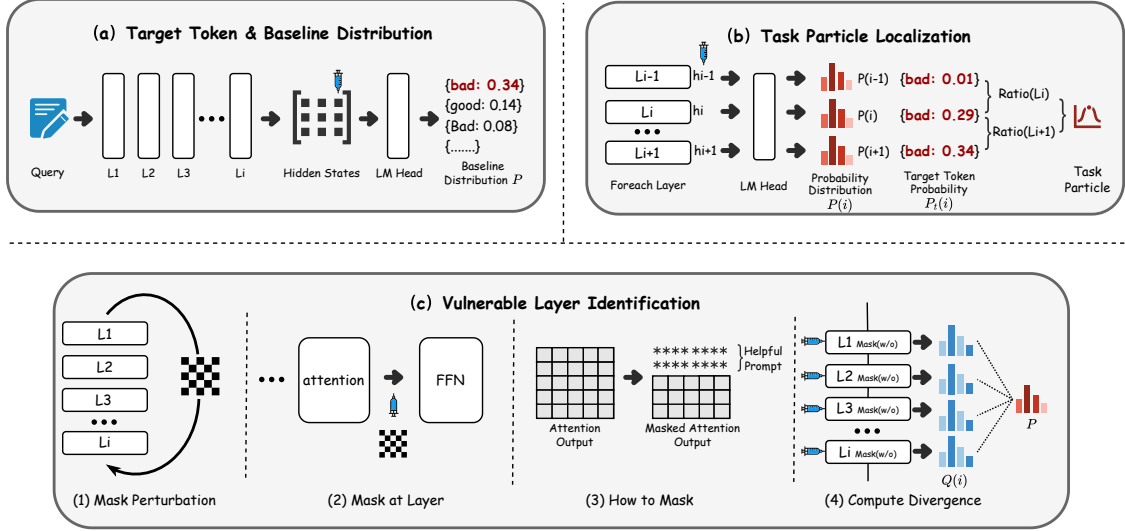 (a) Target Token & Baseline Distribution
{bad: 0.34}
{good: 0.14}
{Bad: 0.08}
{.......}
Baseline
Distribution P
Query
L1
L2
L3
Li
Hidden States
LM Head
(b) Task Particle Localization
Li-1
hi-1
P(i-1)
{bad: 0.01}
Ratio(Li)
Li
hi
P(i)
{bad: 0.29}
Ratio(Li+1)
Li+1
hi+1
P(i+1)
{bad: 0.34}
Foreach Layer
LM Head
Probability
Distribution
P(i)
Target Token
Probability
Pt(i)
Task
Particle
(c) Vulnerable Layer Identification
L1
L2
L3
Li
(1) Mask Perturbation
attention
FFN
(2) Mask at Layer
**** ****
**** ****
Helpful
Prompt
Attention
Output
Masked Attention
Output
(3) How to Mask
L1 Mask(w/o)
L2 Mask(w/o)
L3 Mask(w/o)
Li Mask(w/o)
Q(i)
P
(4) Compute Divergence